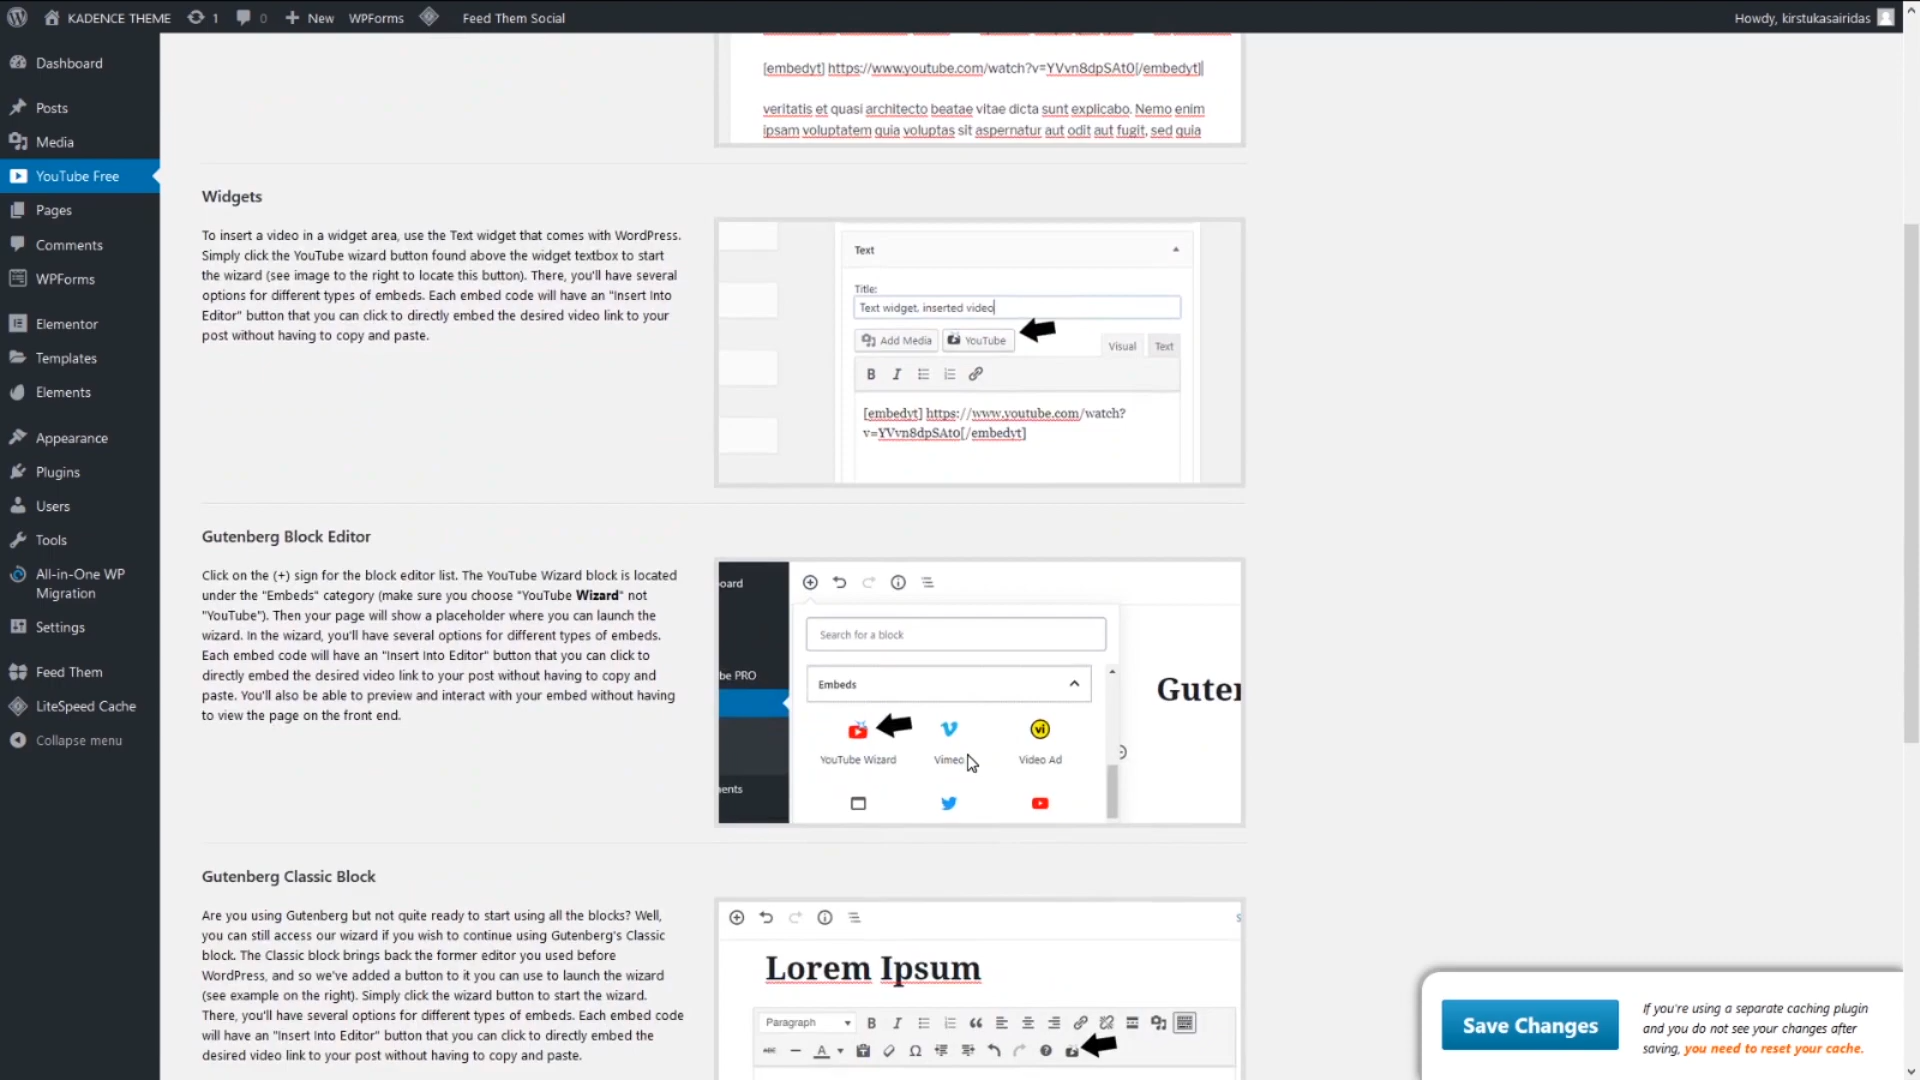 KADENCE THEME 1 0 New WPForms Feed Them Social Howdy, kirstukasairidas
Dashboard
Posts
Media
YouTube Free
Pages
Comments
WPForms
Elementor
Templates
Elements
Appearance
Plugins
Users
Tools
All-in-One WP
Migration
Settings
Feed Them
LiteSpeed Cache
Collapse menu
[embedyt] https://www.youtube.com/watch?v=YVvn8dpSAt0[/embedyt]
veritatis et quasi architecto beatae vitae dicta sunt explicabo. Nemo enim
ipsam voluptatem quia voluptas sit aspernatur aut odit aut fugit, sed quia
Widgets
To insert a video in a widget area, use the Text widget that comes with WordPress.
Simply click the YouTube wizard button found above the widget textbox to start
the wizard (see image to the right to locate this button). There, you'll have several
options for different types of embeds. Each embed code will have an "Insert Into
Editor" button that you can click to directly embed the desired video link to your
post without having to copy and paste.
Text
Title:
Text widget, inserted video
Add Media YouTube
Visual Text
B I
[embedyt] https://www.youtube.com/watch?
v=YVvn8dpSAt0[/embedyt]
Gutenberg Block Editor
Click on the (+) sign for the block editor list. The YouTube Wizard block is located
under the "Embeds" category (make sure you choose "YouTube Wizard" not
"YouTube"). Then your page will show a placeholder where you can launch the
wizard. In the wizard, you'll have several options for different types of embeds.
Each embed code will have an "Insert Into Editor" button that you can click to
directly embed the desired video link to your post without having to copy and
paste. You'll also be able to preview and interact with your embed without having
to view the page on the front end.
oard
be PRO
ents
Search for a block
Embeds
vi
YouTube Wizard Vimeo Video Ad
Guter
Gutenberg Classic Block
Are you using Gutenberg but not quite ready to start using all the blocks? Well,
you can still access our wizard if you wish to continue using Gutenberg's Classic
block. The Classic block brings back the former editor you used before
WordPress, and so we've added a button to it you can use to launch the wizard
(see example on the right). Simply click the wizard button to start the wizard.
There, you'll have several options for different types of embeds. Each embed code
will have an "Insert Into Editor" button that you can click to directly embed the
desired video link to your post without having to copy and paste.
S
Lorem Ipsum
Paragraph B I
ABC A Ω
Save Changes
If you're using a separate caching plugin
and you do not see your changes after
saving, you need to reset your cache.